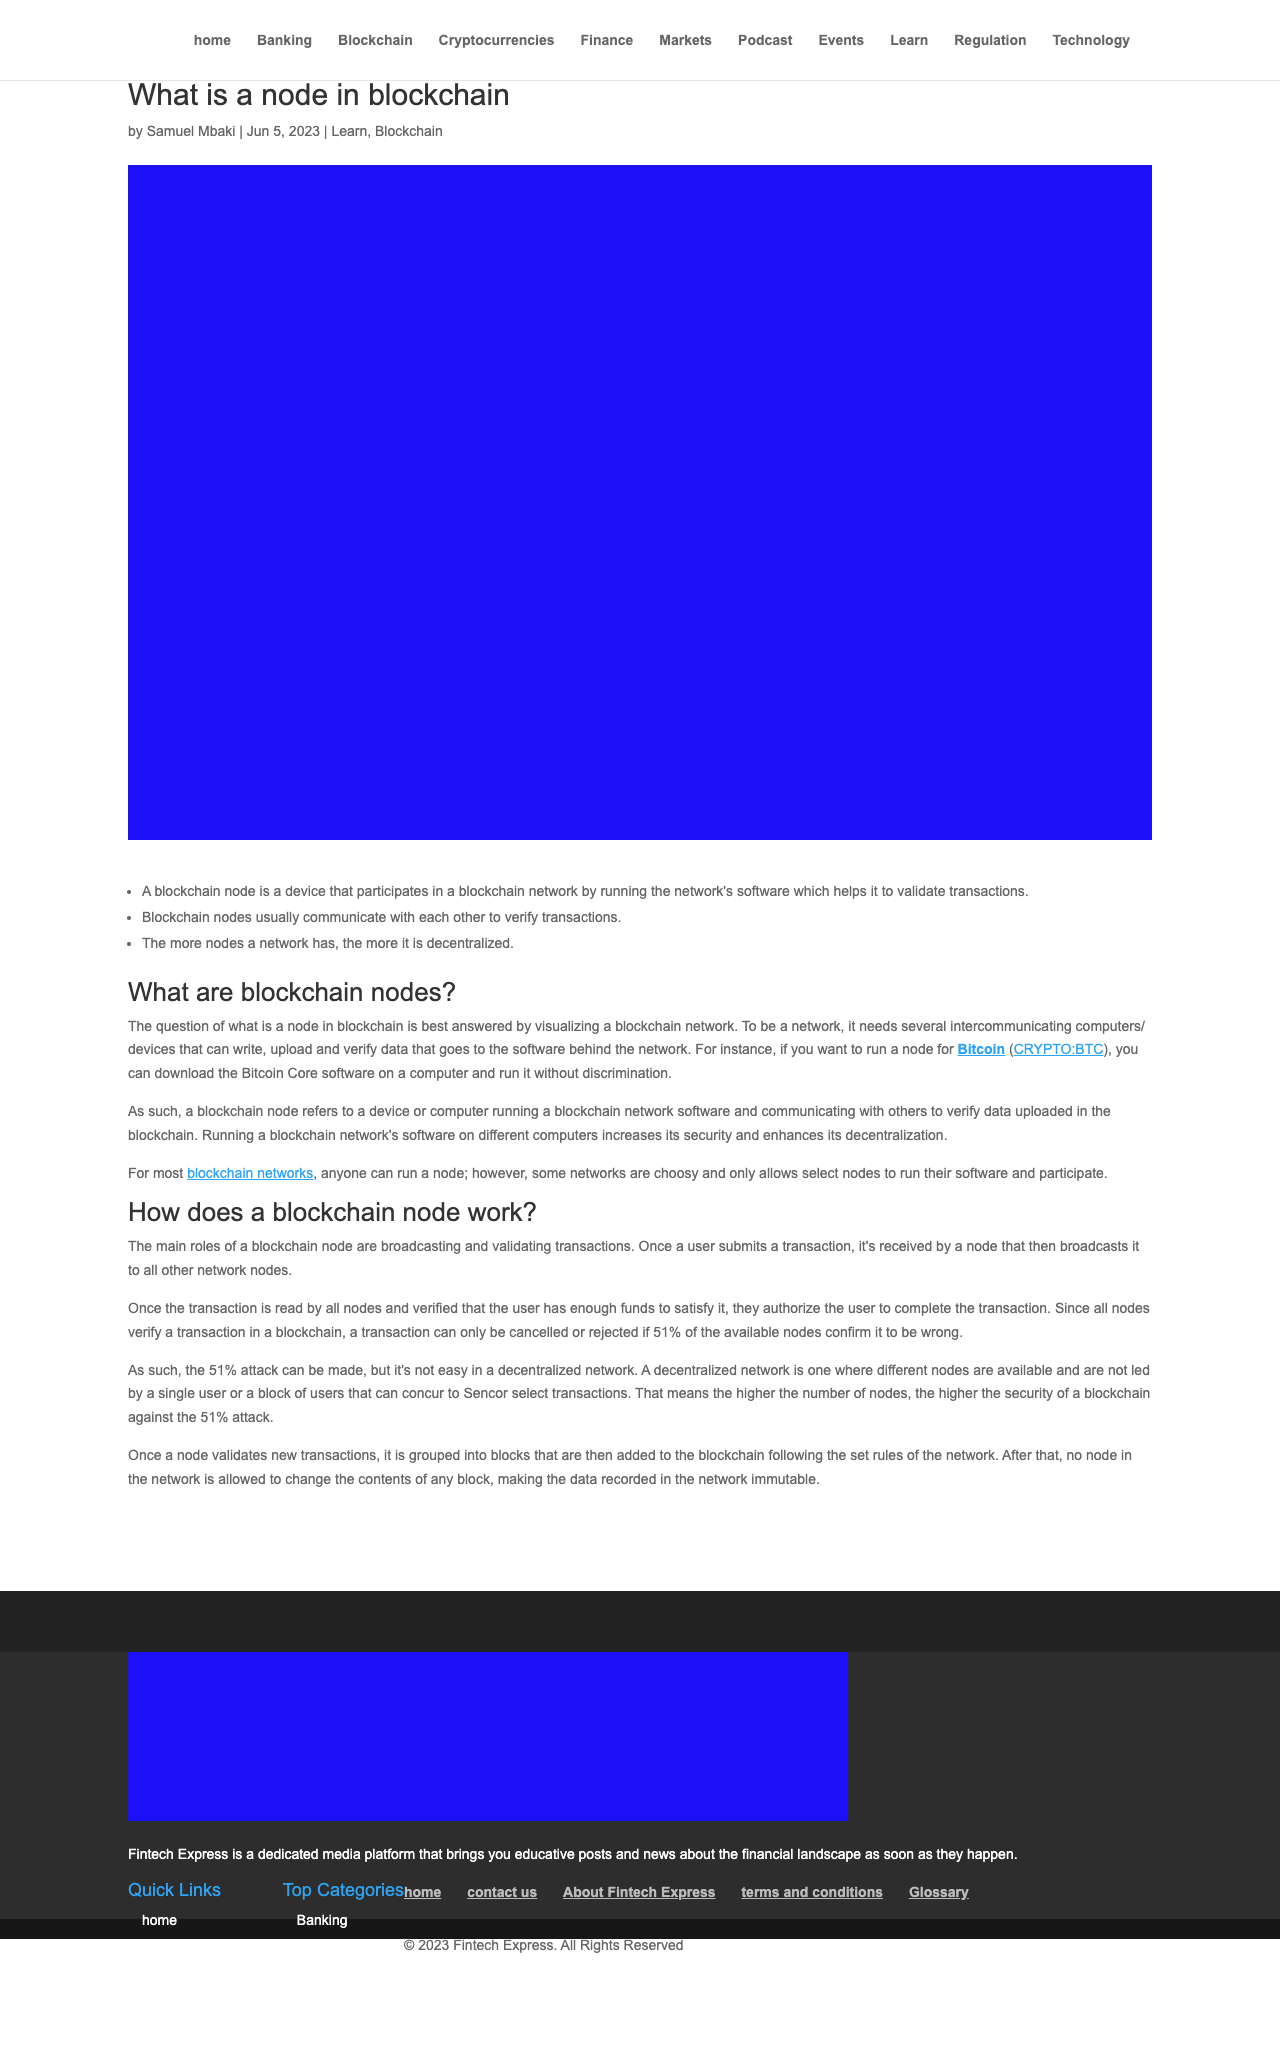 home Banking Blockchain Cryptocurrencies Finance Markets Podcast Events Learn Regulation Technology
What is a node in blockchain
by Samuel Mbaki | Jun 5, 2023 | Learn, Blockchain
A blockchain node is a device that participates in a blockchain network by running the network's software which helps it to validate transactions.
Blockchain nodes usually communicate with each other to verify transactions.
The more nodes a network has, the more it is decentralized.
What are blockchain nodes?
The question of what is a node in blockchain is best answered by visualizing a blockchain network. To be a network, it needs several intercommunicating computers/
devices that can write, upload and verify data that goes to the software behind the network. For instance, if you want to run a node for Bitcoin (CRYPTO:BTC), you
can download the Bitcoin Core software on a computer and run it without discrimination.
As such, a blockchain node refers to a device or computer running a blockchain network software and communicating with others to verify data uploaded in the
blockchain. Running a blockchain network's software on different computers increases its security and enhances its decentralization.
For most blockchain networks, anyone can run a node; however, some networks are choosy and only allows select nodes to run their software and participate.
How does a blockchain node work?
The main roles of a blockchain node are broadcasting and validating transactions. Once a user submits a transaction, it's received by a node that then broadcasts it
to all other network nodes.
Once the transaction is read by all nodes and verified that the user has enough funds to satisfy it, they authorize the user to complete the transaction. Since all nodes
verify a transaction in a blockchain, a transaction can only be cancelled or rejected if 51% of the available nodes confirm it to be wrong.
As such, the 51% attack can be made, but it's not easy in a decentralized network. A decentralized network is one where different nodes are available and are not led
by a single user or a block of users that can concur to Sencor select transactions. That means the higher the number of nodes, the higher the security of a blockchain
against the 51% attack.
Once a node validates new transactions, it is grouped into blocks that are then added to the blockchain following the set rules of the network. After that, no node in
the network is allowed to change the contents of any block, making the data recorded in the network immutable.
Fintech Express is a dedicated media platform that brings you educative posts and news about the financial landscape as soon as they happen.
Quick Links Top Categories home contact us About Fintech Express terms and conditions Glossary
home Banking
© 2023 Fintech Express. All Rights Reserved